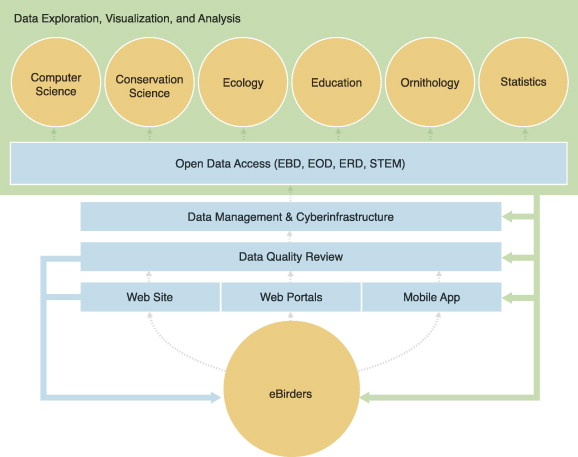 Data Exploration, Visualization, and Analysis
Computer
Science
Conservation
Science
Ecology
Education
Ornithology
Statistics
Open Data Access (EBD, EOD, ERD, STEM)
Data Management & Cyberinfrastructure
Data Quality Review
Web Site
Web Portals
Mobile App
eBirders